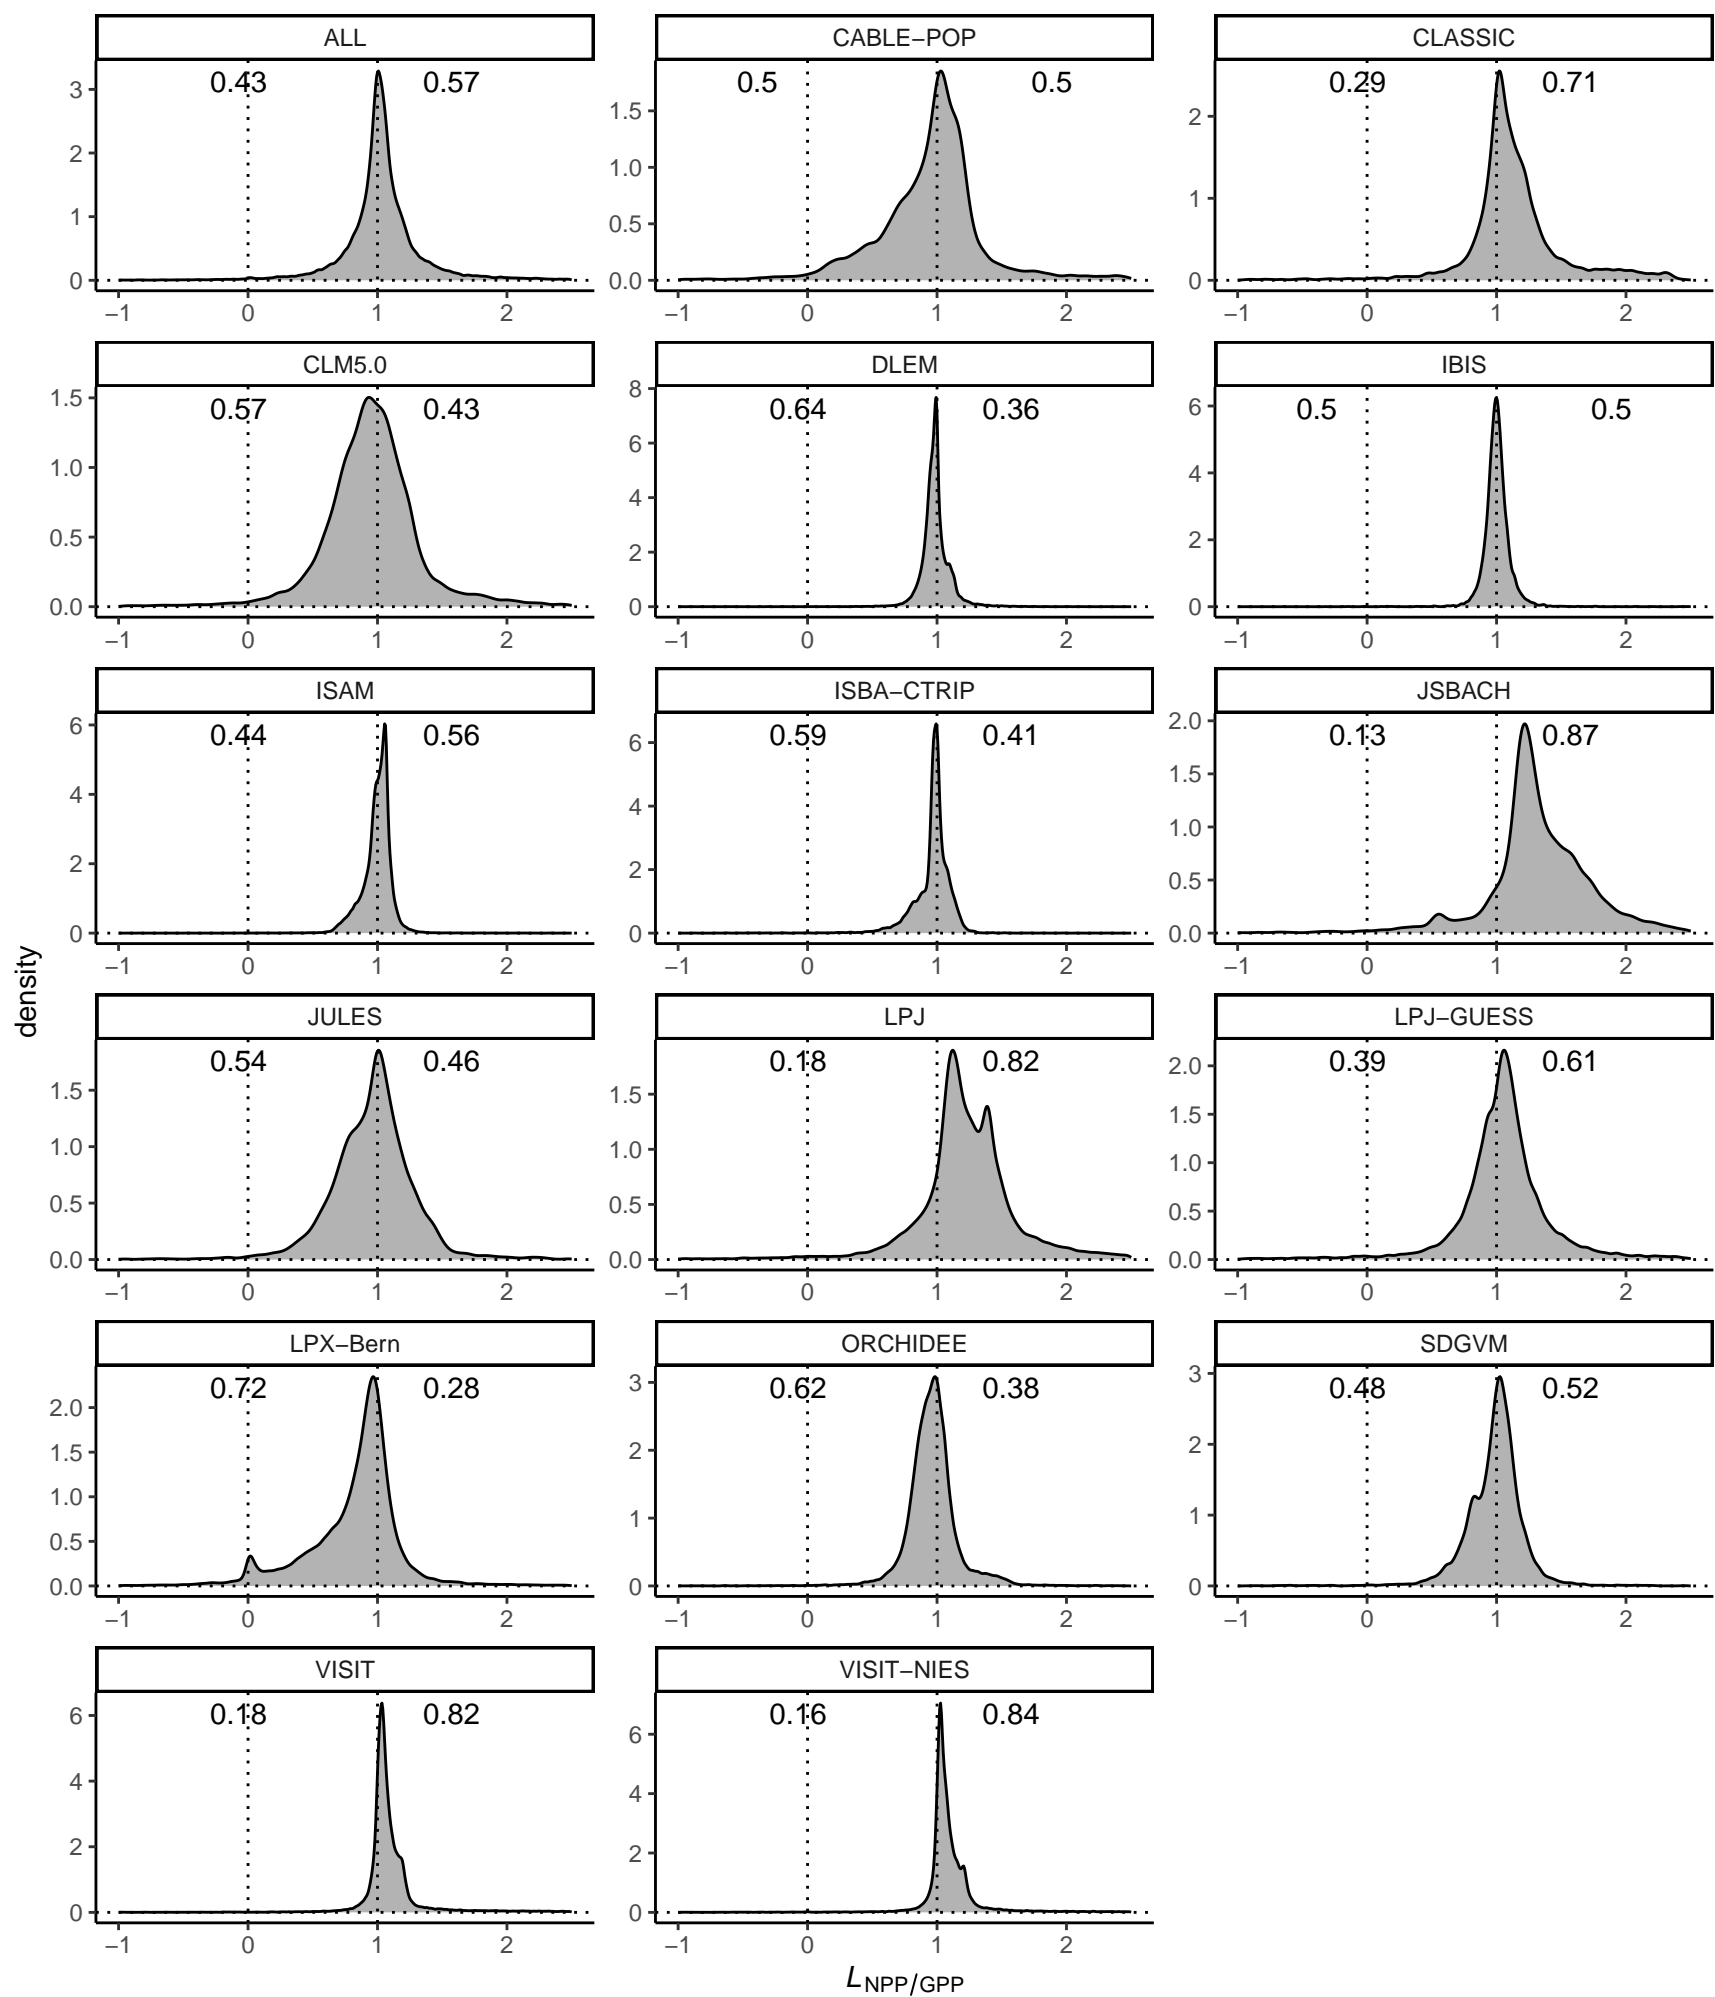 ALL CABLE−POP CLASSIC
0.43 0.57 0.5 0.5 0.29 0.71
3 2 1 0
1.5 1.0 0.5 0.0
2 1 0
−1 0 1 2 −1 0 1 2 −1 0 1 2
CLM5.0 DLEM IBIS
0.57 0.43 0.64 0.36 0.5 0.5
1.5 1.0 0.5 0.0
8 6 4 2 0
6 4 2 0
−1 0 1 2 −1 0 1 2 −1 0 1 2
ISAM ISBA−CTRIP JSBACH
0.44 0.56 0.59 0.41 0.13 0.87
6 4 2 0
6 4 2 0
2.0 1.5 1.0 0.5 0.0
−1 0 1 2 −1 0 1 2 −1 0 1 2
density
JULES LPJ LPJ−GUESS
0.54 0.46 0.18 0.82 0.39 0.61
1.5 1.0 0.5 0.0
1.5 1.0 0.5 0.0
2.0 1.5 1.0 0.5 0.0
−1 0 1 2 −1 0 1 2 −1 0 1 2
LPX−Bern ORCHIDEE SDGVM
0.72 0.28 0.62 0.38 0.48 0.52
2.0 1.5 1.0 0.5 0.0
3 2 1 0
3 2 1 0
−1 0 1 2 −1 0 1 2 −1 0 1 2
VISIT VISIT−NIES
0.18 0.82 0.16 0.84
6 4 2 0
6 4 2 0
−1 0 1 2 −1 0 1 2
L NPP/GPP